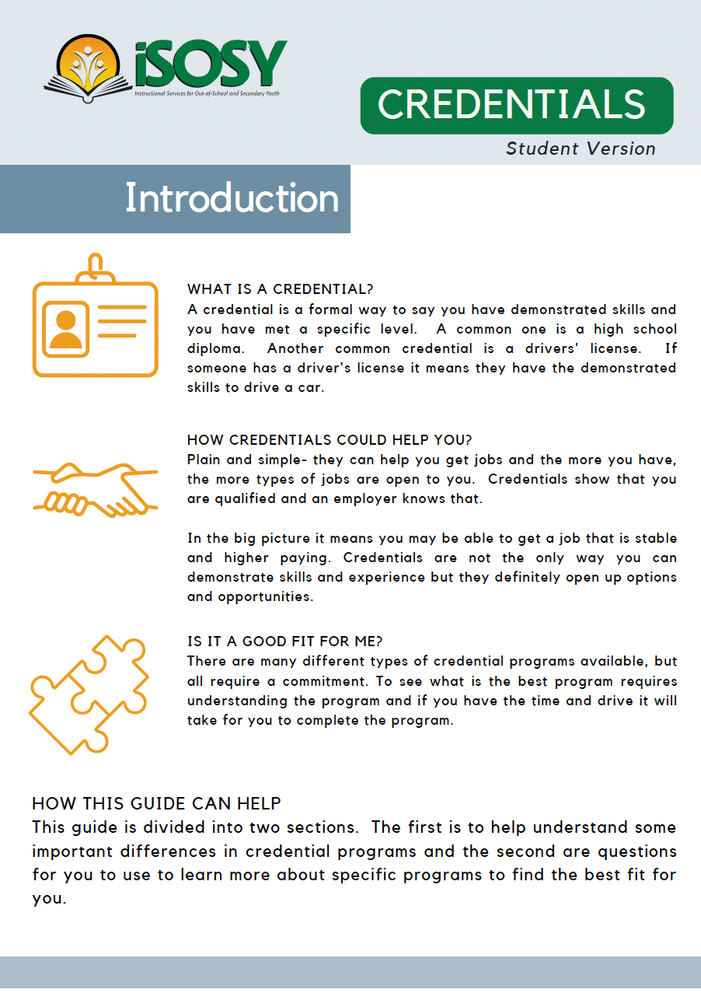 iSOSY
Instructional Services for Out-of-School and Secondary Youth
CREDENTIALS
Student Version
Introduction
WHAT IS A CREDENTIAL?
A credential is a formal way to say you have demonstrated skills and
you have met a specific level. A common one is a high school
diploma. Another common credential is a drivers' license. If
someone has a driver's license it means they have the demonstrated
skills to drive a car.
HOW CREDENTIALS COULD HELP YOU?
Plain and simple- they can help you get jobs and the more you have,
the more types of jobs are open to you. Credentials show that you
are qualified and an employer knows that.
In the big picture it means you may be able to get a job that is stable
and higher paying. Credentials are not the only way you can
demonstrate skills and experience but they definitely open up options
and opportunities.
IS IT A GOOD FIT FOR ME?
There are many different types of credential programs available, but
all require a commitment. To see what is the best program requires
understanding the program and if you have the time and drive it will
take for you to complete the program.
HOW THIS GUIDE CAN HELP
This guide is divided into two sections. The first is to help understand some
important differences in credential programs and the second are questions
for you to use to learn more about specific programs to find the best fit for
you.